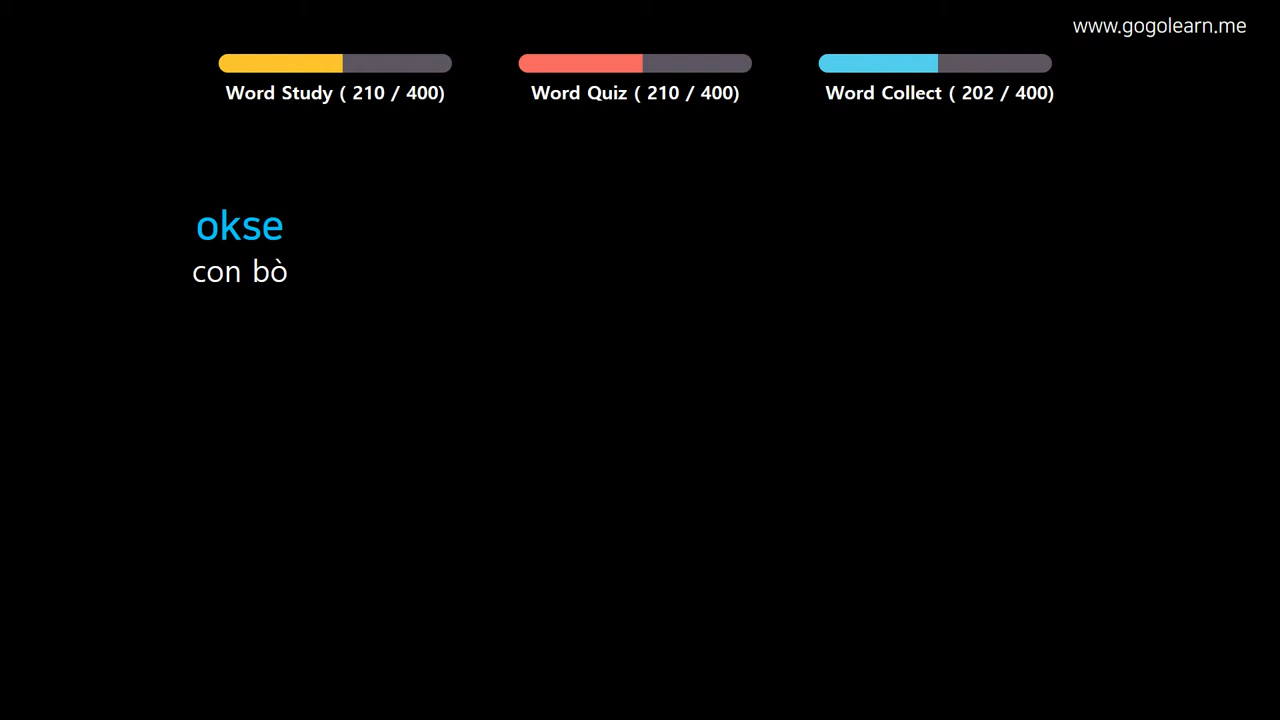 www.gogolearn.me
Word Study ( 210 / 400)
Word Quiz ( 210 / 400)
Word Collect ( 202 / 400)
okse
con bò